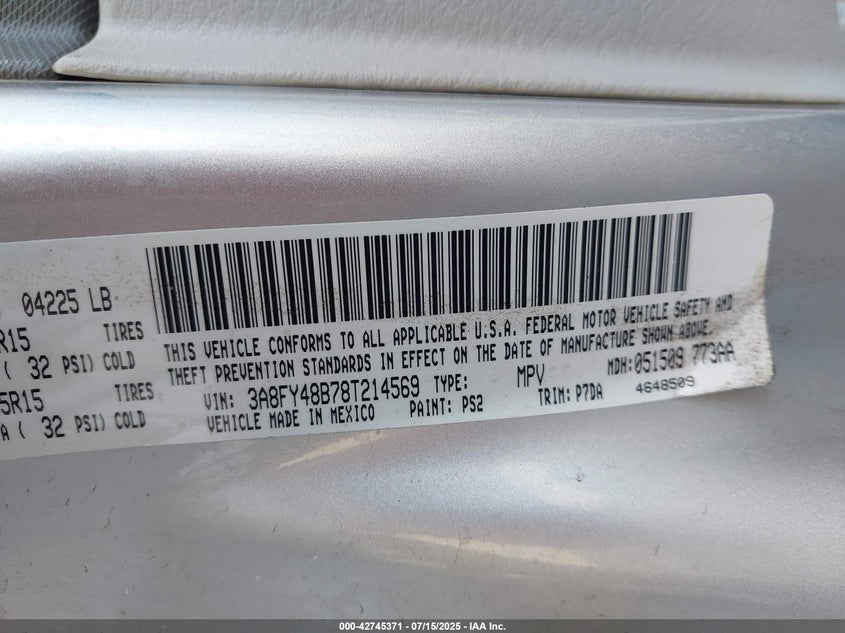 04225 LB
R15 TIRES
( 32 PSI) COLD
5R15 TIRES
A ( 32 PSI) COLD
THIS VEHICLE CONFORMS TO ALL APPLICABLE U.S.A. FEDERAL MOTOR VEHICLE SAFETY AND
THEFT PREVENTION STANDARDS IN EFFECT ON THE DATE OF MANUFACTURE SHOWN ABOVE.
VIN: 3A8FY48B78T214569 TYPE: MPV MDH: 051509 773AA
VEHICLE MADE IN MEXICO PAINT: PS2 TRIM: P7DA 4648509
000-42745371 | 07/15/2025 - IAA Inc.